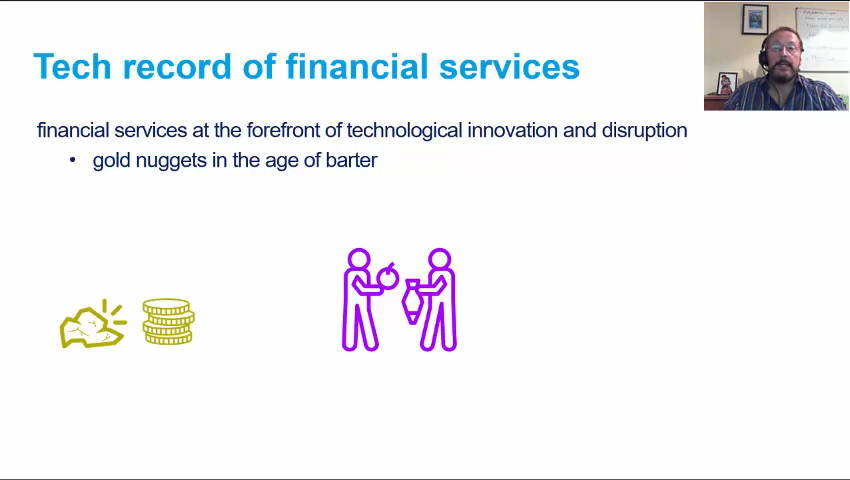 Tech record of financial services
financial services at the forefront of technological innovation and disruption
• gold nuggets in the age of barter